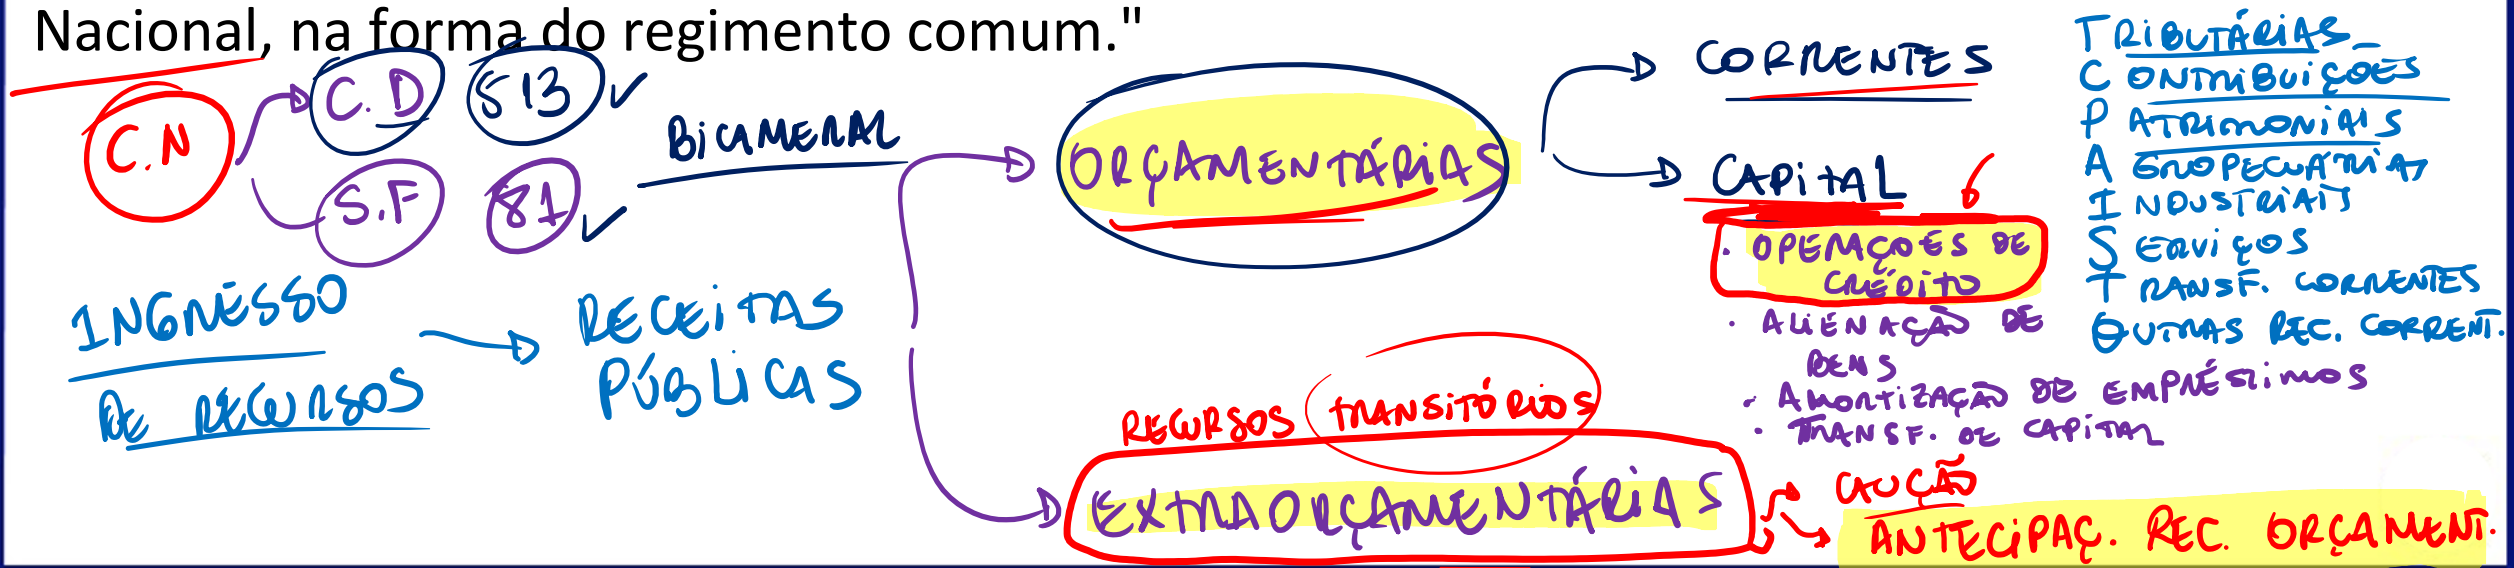 Nacional, na forma do regimento comum."
C.N
C.D
513
S.F
81
BICAMERAL
INGRESSO
DE RECURSOS
RECEITAS
PÚBLICAS
ORÇAMENTÁRIAS
CORRENTES
CAPITAL
• OPERAÇÕES DE
CRÉDITO
• ALIENAÇÃO DE
BENS
• AMORTIZAÇÃO DE EMPRÉSTIMOS
• TRANSF. DE CAPITAL
TRIBUTÁRIAS
CONTRIBUIÇÕES
PATRIMONIAIS
AGROPECUÁRIAS
INDUSTRIAIS
SERVIÇOS
TRANSF. CORRENTES
OUTRAS REC. CORRENT.
RECURSOS TRANSITÓRIOS
EXTRAORÇAMENTÁRIAS
CAUÇÃO
ANTECIPAÇ. REC. ORÇAMENT.